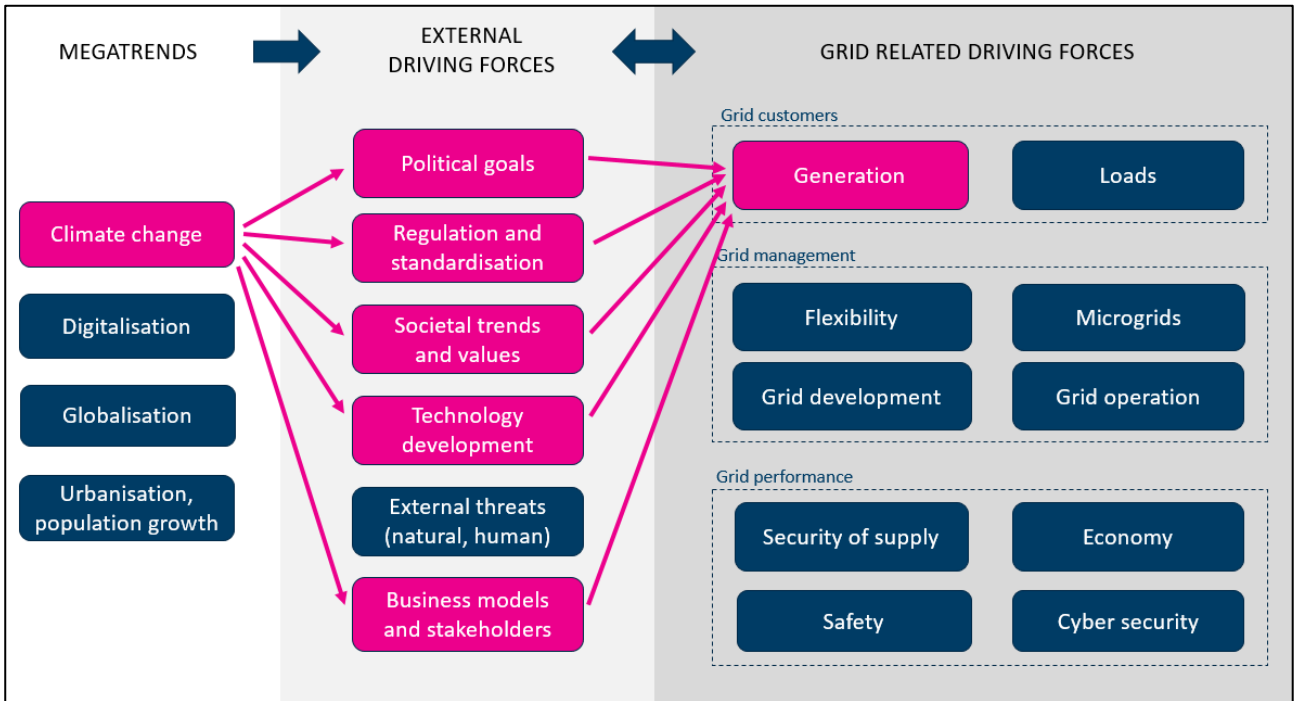 MEGATRENDS
EXTERNAL
DRIVING FORCES
GRID RELATED DRIVING FORCES
Climate change
Digitalisation
Globalisation
Urbanisation,
population growth
Political goals
Regulation and
standardisation
Societal trends
and values
Technology
development
External threats
(natural, human)
Business models
and stakeholders
Grid customers
Generation
Loads
Grid management
Flexibility
Microgrids
Grid development
Grid operation
Grid performance
Security of supply
Economy
Safety
Cyber security